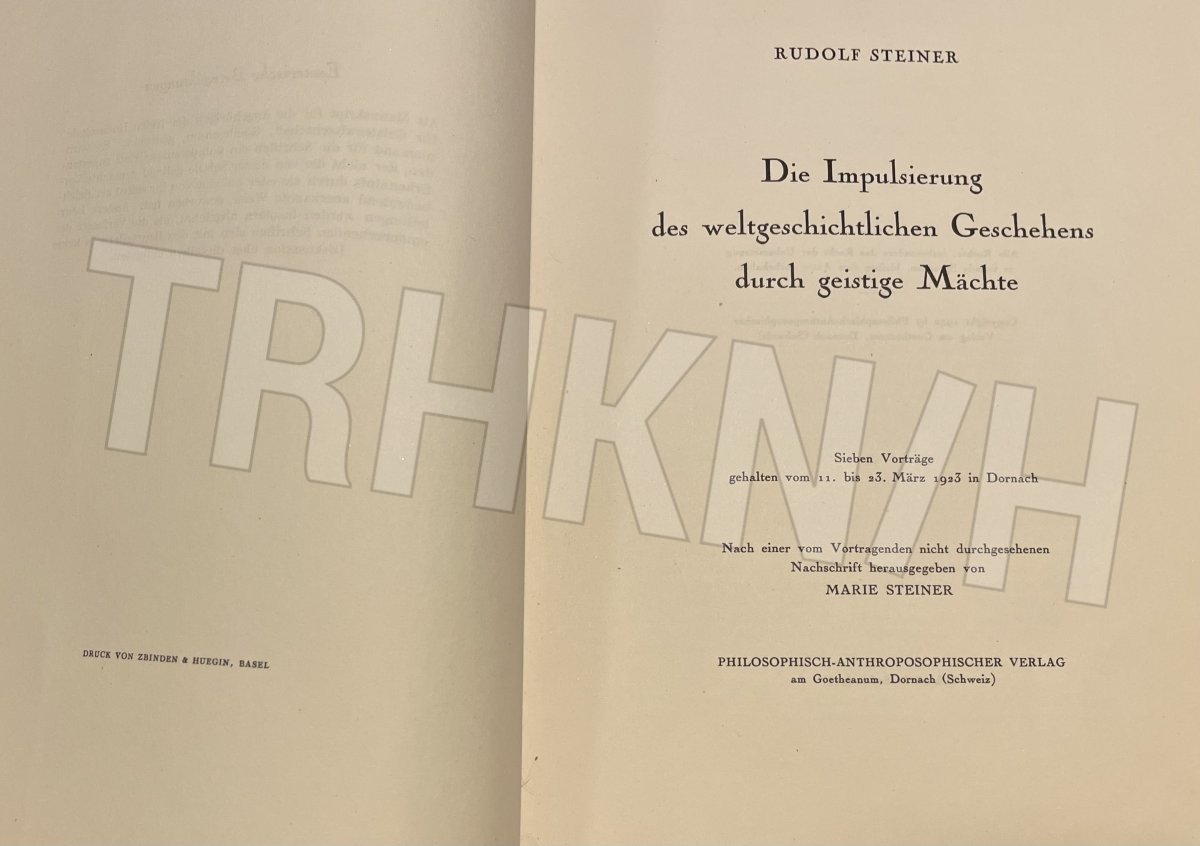 DRUCK VON ZBINDEN & HUEGIN, BASEL
RUDOLF STEINER
Die Impulsierung
des weltgeschichtlichen Geschehens
durch geistige Mächte
Sieben Vorträge
gehalten vom 11. bis 23. März 1923 in Dornach
Nach einer vom Vortragenden nicht durchgesehenen
Nachschrift herausgegeben von
MARIE STEINER
PHILOSOPHISCH-ANTHROPOSOPHISCHER VERLAG
am Goetheanum, Dornach (Schweiz)
TRHKN/H